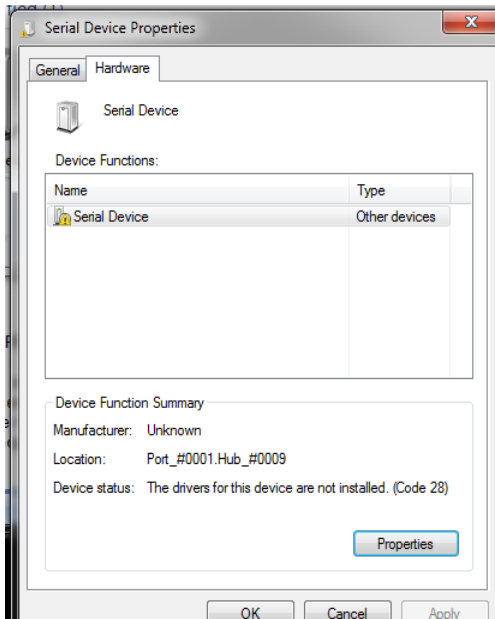 Serial Device Properties
General Hardware
Serial Device
Device Functions:
Name Type
Serial Device Other devices
Device Function Summary
Manufacturer: Unknown
Location: Port_#0001.Hub_#0009
Device status: The drivers for this device are not installed. (Code 28)
Properties
OK Cancel Apply